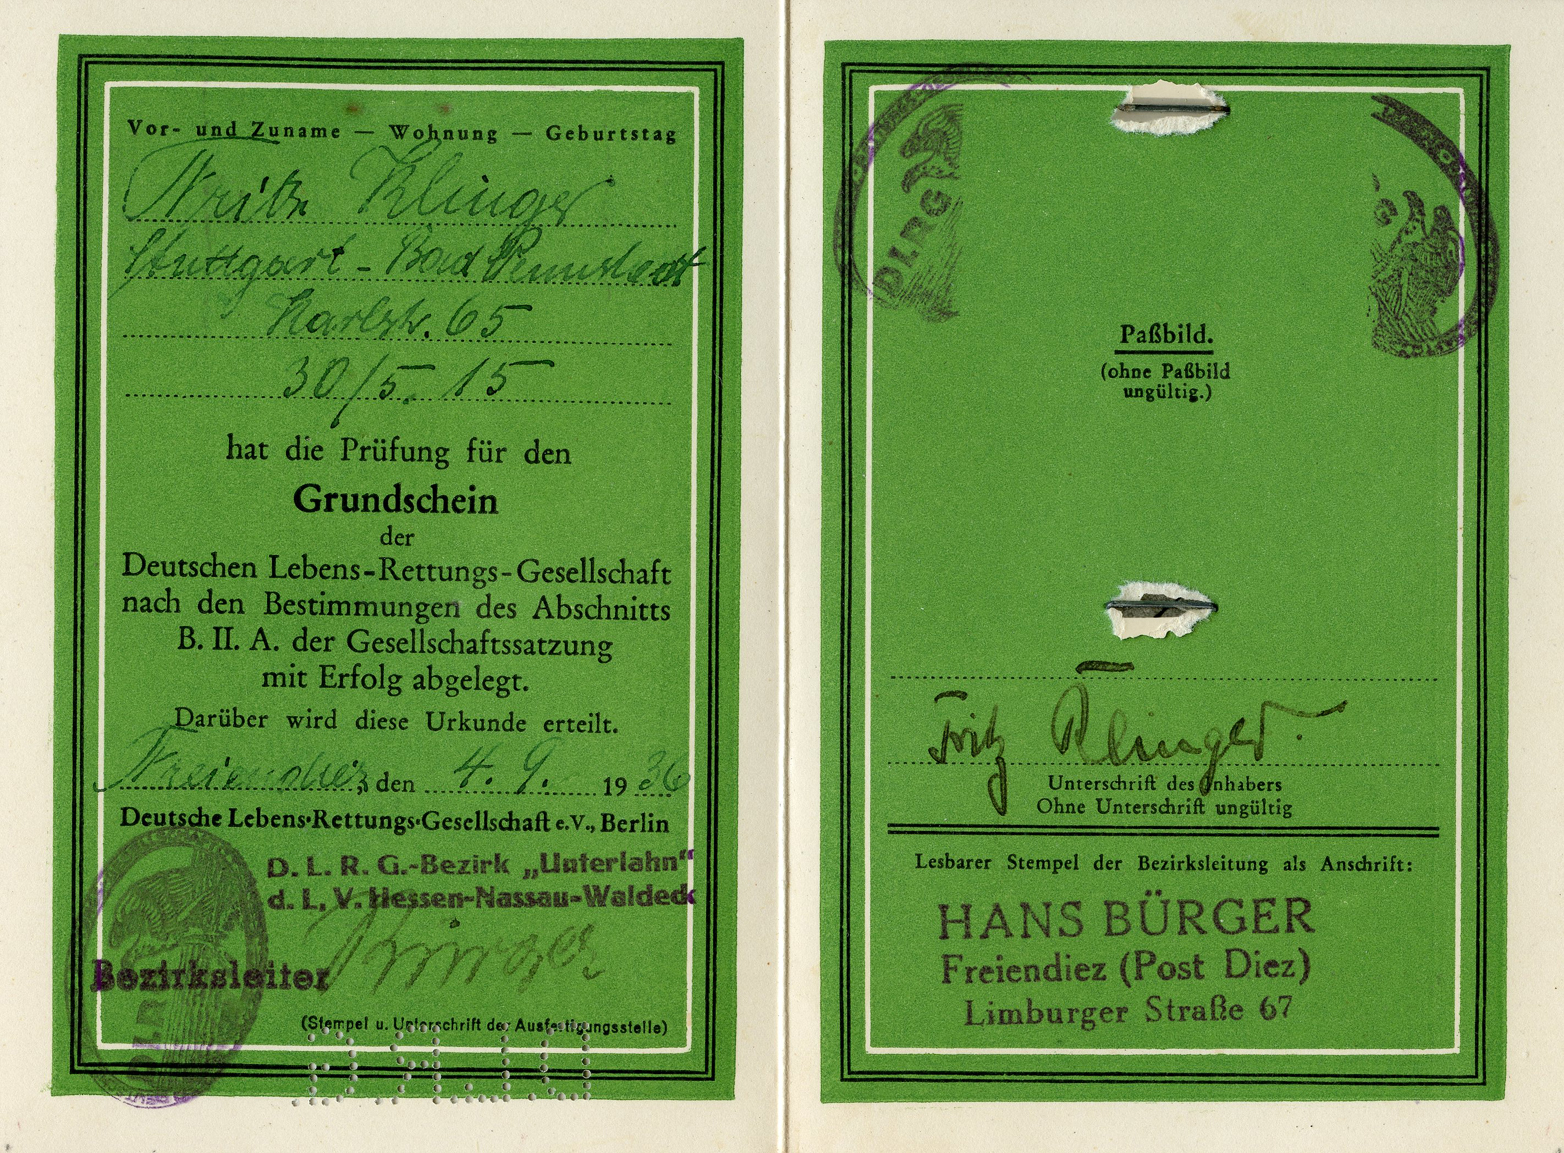 Vor- und Zuname — Wohnung — Geburtstag
Fritz Klinger
Stuttgart - Bad Cannstatt
Karlstr. 65
30/5. 15
hat die Prüfung für den
Grundschein
der
Deutschen Lebens-Rettungs-Gesellschaft
nach den Bestimmungen des Abschnitts
B. II. A. der Gesellschaftssatzung
mit Erfolg abgelegt.
Darüber wird diese Urkunde erteilt.
Freiendiez, den 4. 9. 1936
Deutsche Lebens-Rettungs-Gesellschaft e.V., Berlin
D. L. R. G.-Bezirk „Unterlahn“
d. L. V. Hessen-Nassau-Waldeck
Bürger
Bezirksleiter
(Stempel u. Unterschrift der Ausfertigungsstelle)
DLRG
DLRG
G
Paßbild.
(ohne Paßbild
ungültig.)
Fritz Klinger.
Unterschrift des Inhabers
Ohne Unterschrift ungültig
Lesbarer Stempel der Bezirksleitung als Anschrift:
HANS BÜRGER
Freiendiez (Post Diez)
Limburger Straße 67